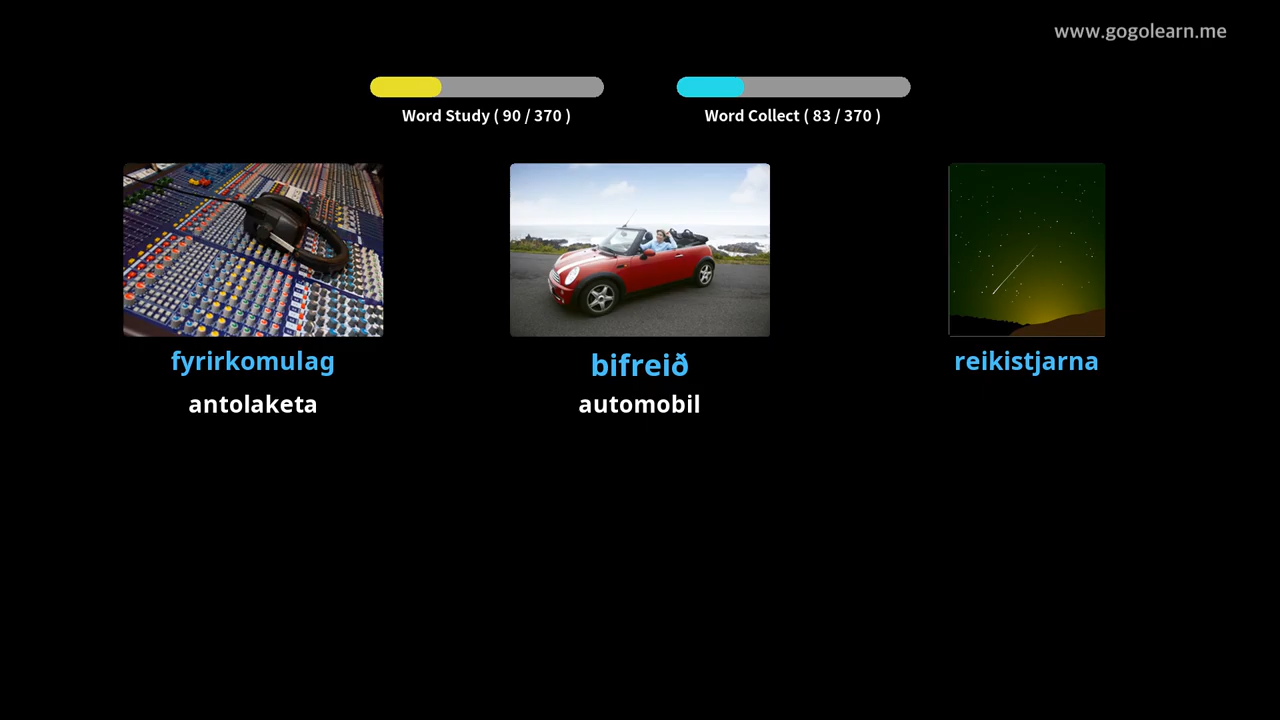 www.gogolearn.me
Word Study ( 90 / 370 )
Word Collect ( 83 / 370 )
fyrirkomulag
bifreið
reikistjarna
antolaketa
automobil